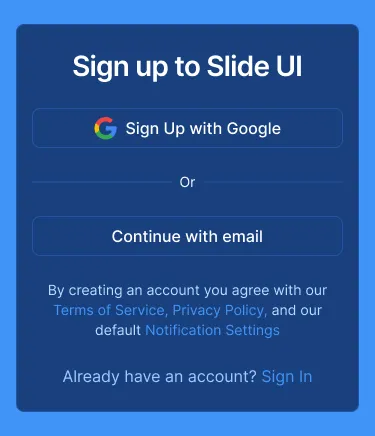 Sign up to Slide UI
Sign Up with Google
Or
Continue with email
By creating an account you agree with our
Terms of Service, Privacy Policy, and our
default Notification Settings
Already have an account? Sign In